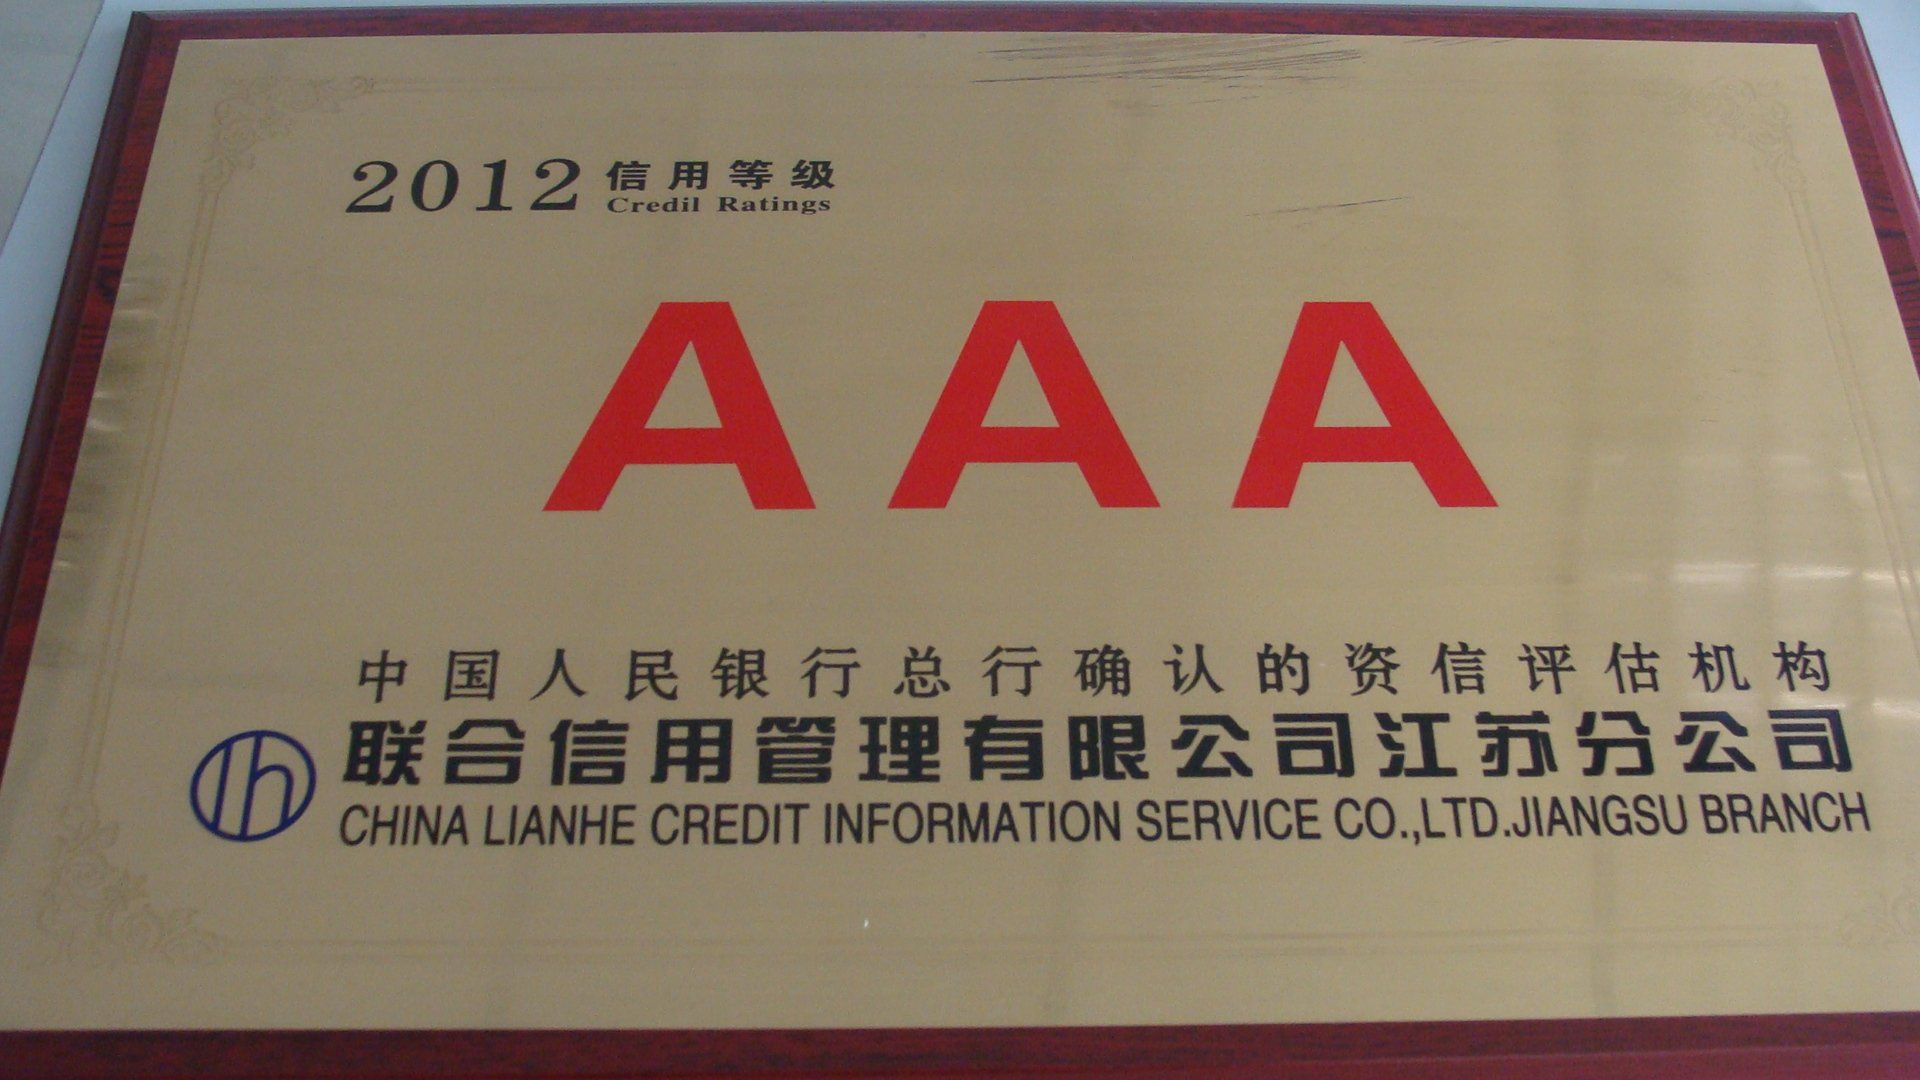 2012 信用等级
Credil Ratings
AAA
中国人民银行总行确认的资信评估机构
联合信用管理有限公司江苏分公司
CHINA LIANHE CREDIT INFORMATION SERVICE CO.,LTD.JIANGSU BRANCH